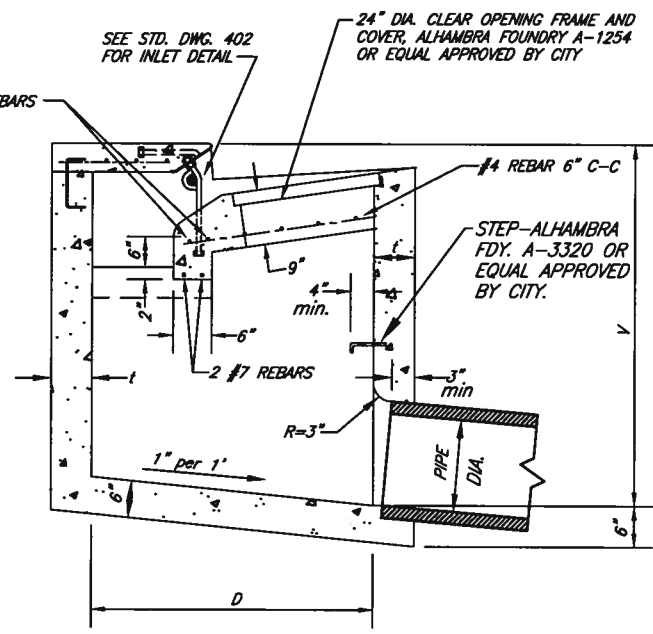 24" DIA. CLEAR OPENING FRAME AND
COVER, ALHAMBRA FOUNDRY A-1254
OR EQUAL APPROVED BY CITY
SEE STD. DWG. 402
FOR INLET DETAIL
EBARS
#4 REBAR 6" C-C
STEP-ALHAMBRA
FDY. A-3320 OR
EQUAL APPROVED
BY CITY.
t
6"
9"
4"
min.
2"
6"
V
2 #7 REBARS
t
3"
min
R=3"
1" per 1'
6"
PIPE
DIA.
6"
D